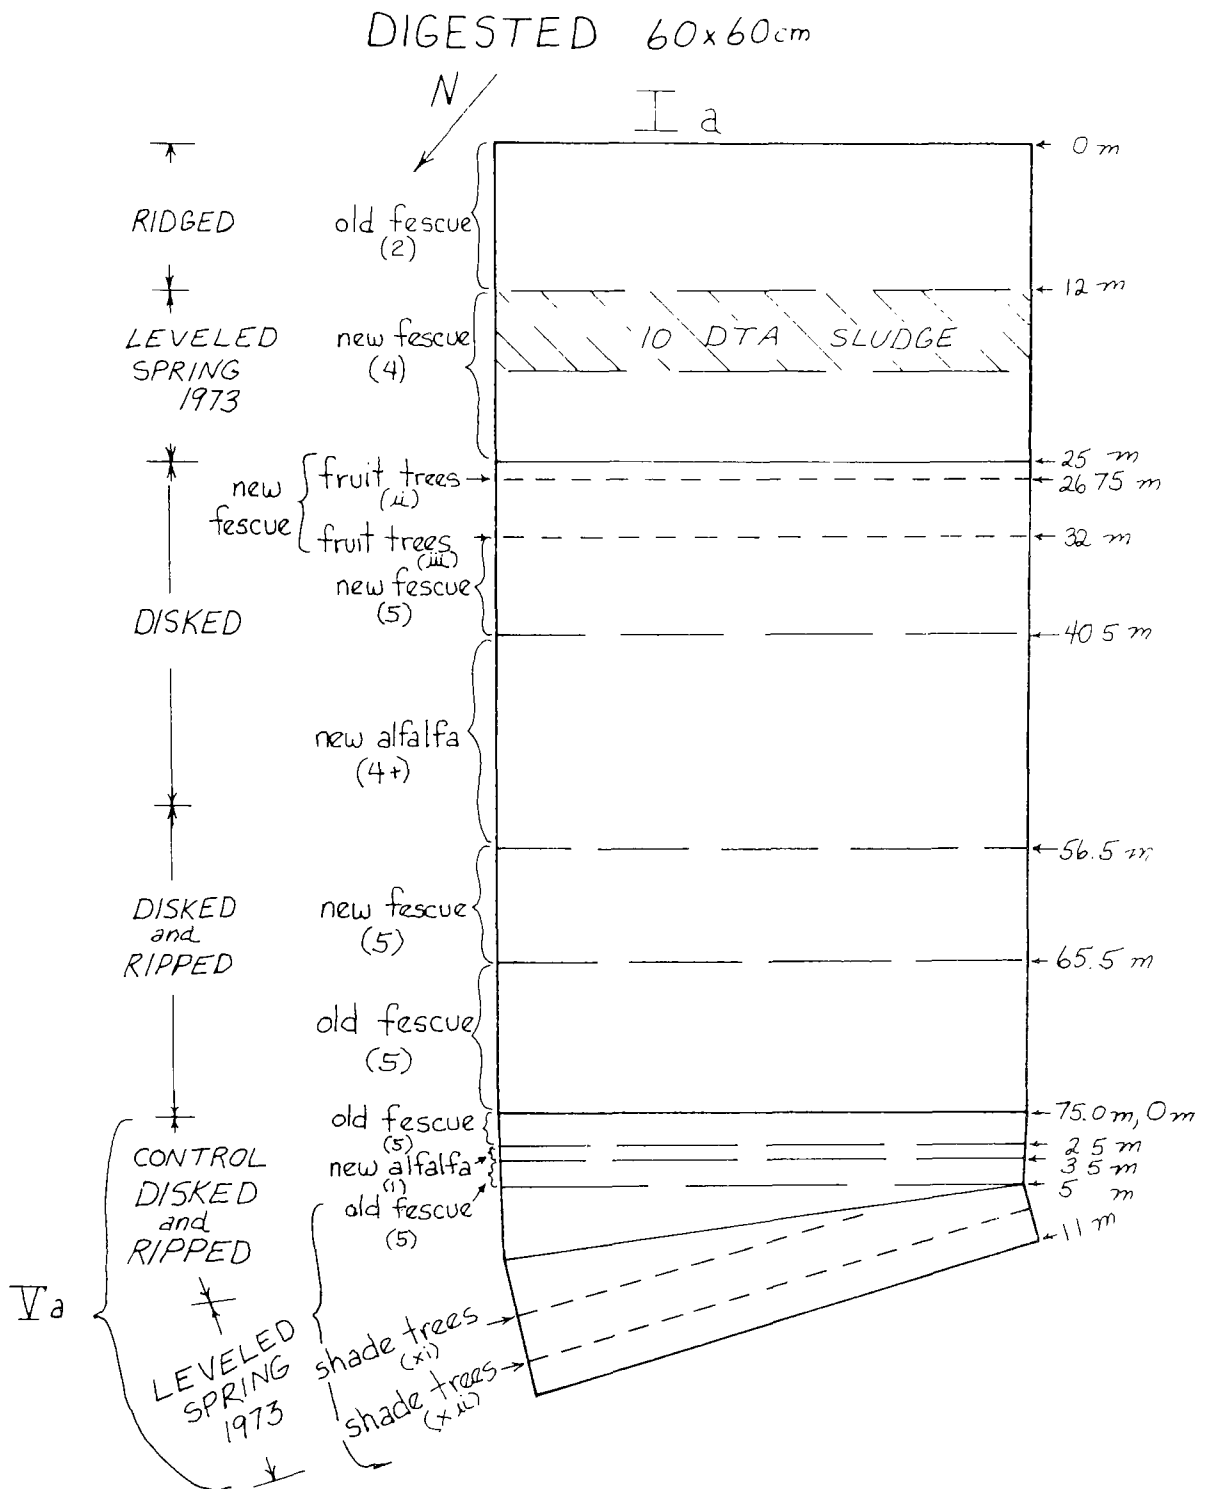 DIGESTED 60x60cm
N
I a
0 m
RIDGED
old fescue
(2)
12 m
LEVELED
SPRING
1973
new fescue
(4)
10 DTA SLUDGE
25 m
new
fescue
fruit trees
(ii)
26 75 m
fruit trees
(iii)
32 m
new fescue
(5)
DISKED
40 5 m
new alfalfa
(4+)
56.5 m
DISKED
and
RIPPED
new fescue
(5)
65.5 m
old fescue
(5)
75.0 m, 0 m
old fescue
(5)
2 5 m
new alfalfa
(1)
3 5 m
old fescue
(5)
5 m
CONTROL
DISKED
and
RIPPED
11 m
V a
LEVELED
SPRING
1973
shade trees
(xi)
shade trees
(xii)